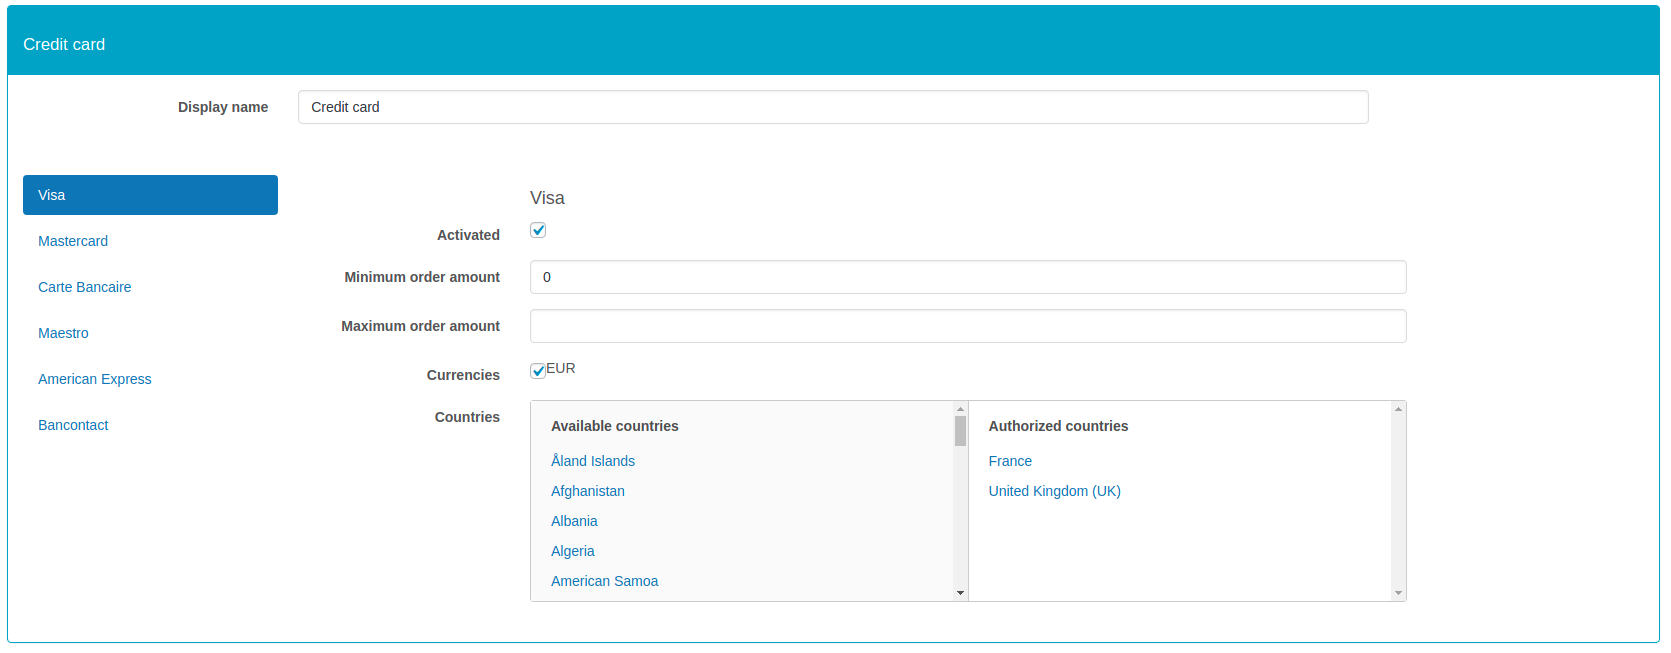 Credit card
Display name
Credit card
Visa
Mastercard
Carte Bancaire
Maestro
American Express
Bancontact
Visa
Activated
Minimum order amount
0
Maximum order amount
Currencies
EUR
Countries
Available countries
Åland Islands
Afghanistan
Albania
Algeria
American Samoa
Authorized countries
France
United Kingdom (UK)